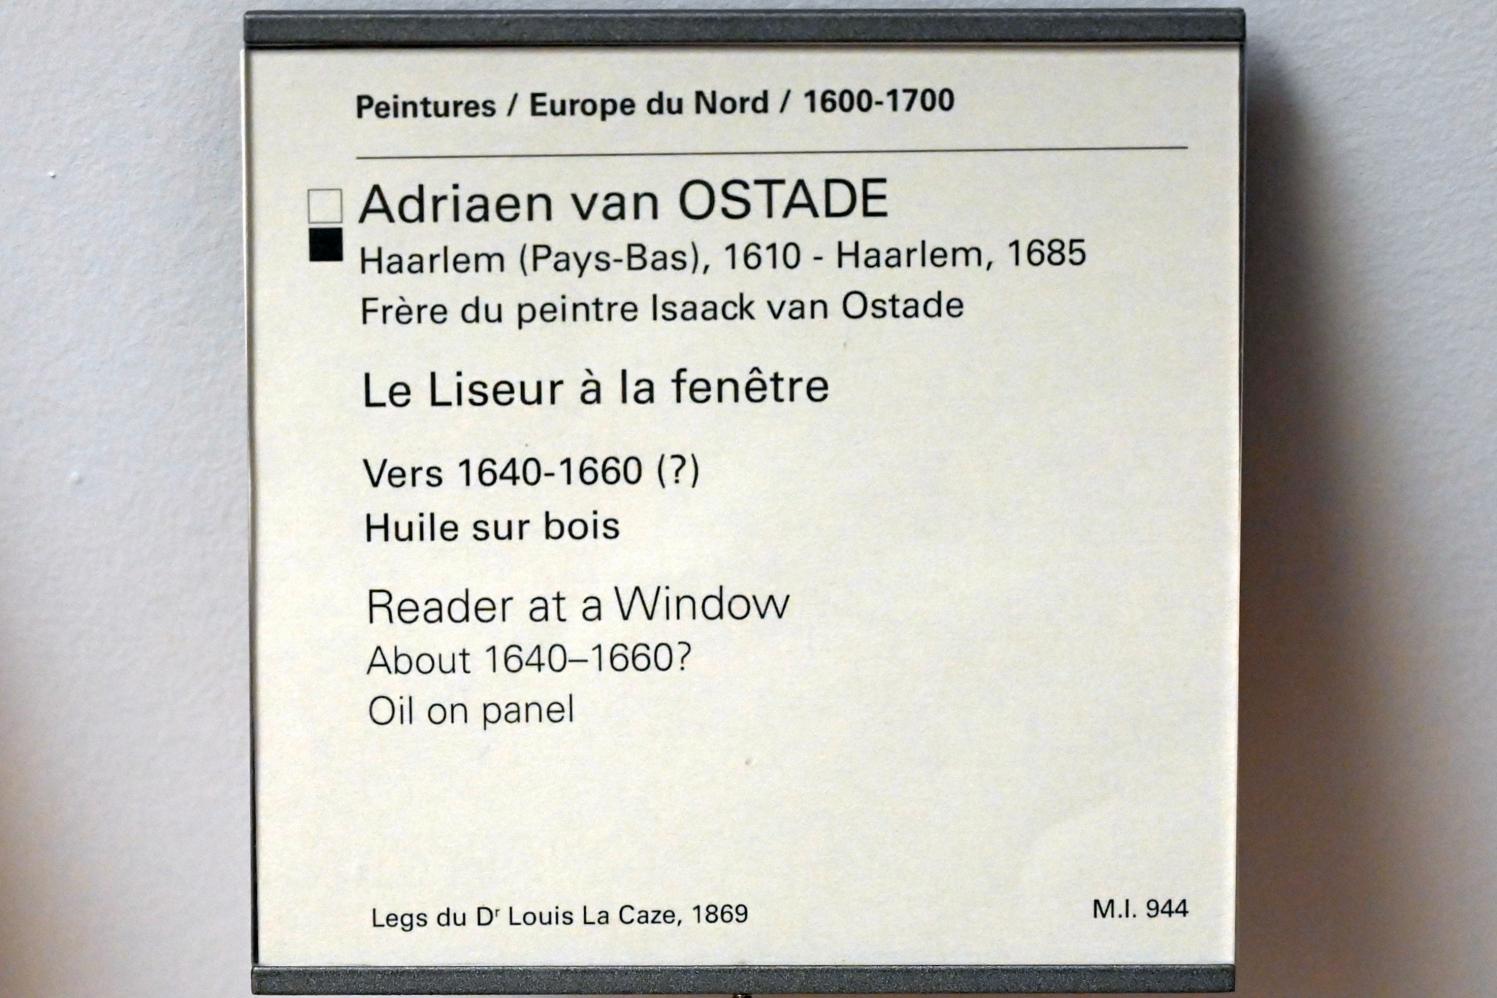 Peintures / Europe du Nord / 1600-1700
Adriaen van OSTADE
Haarlem (Pays-Bas), 1610 - Haarlem, 1685
Frère du peintre Isaack van Ostade
Le Liseur à la fenêtre
Vers 1640-1660 (?)
Huile sur bois
Reader at a Window
About 1640–1660?
Oil on panel
Legs du Dʳ Louis La Caze, 1869
M.I. 944